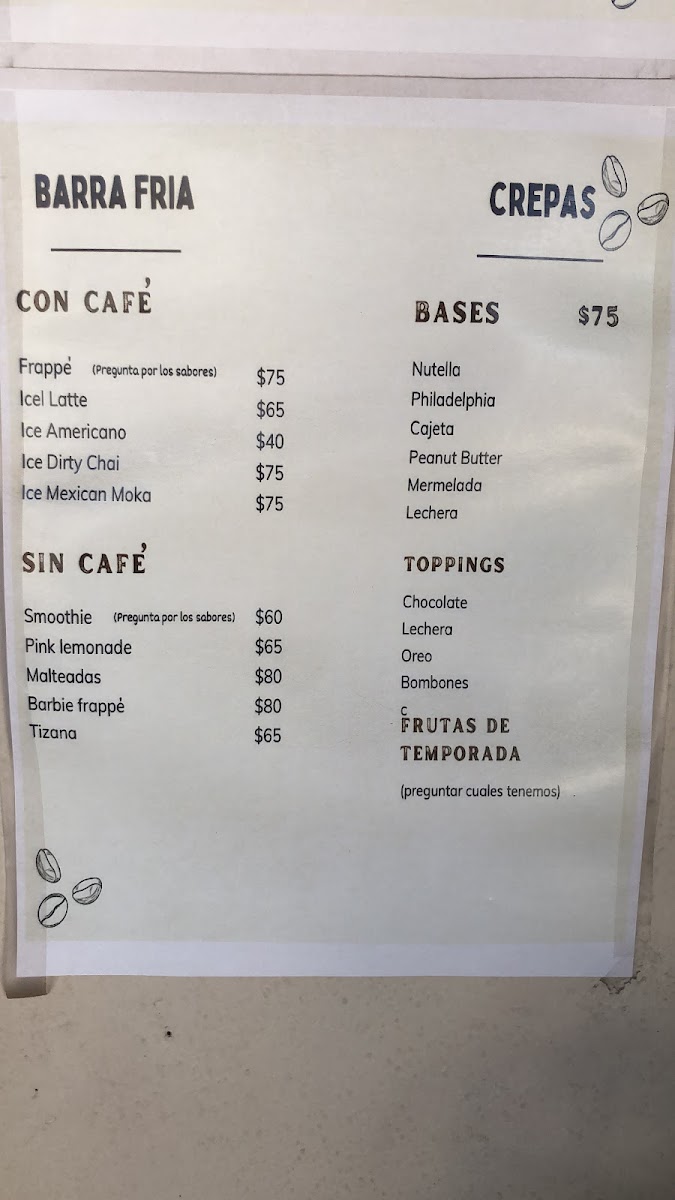 BARRA FRIA
CON CAFÉ
Frappé (Pregunta por los sabores) $75
Icel Latte $65
Ice Americano $40
Ice Dirty Chai $75
Ice Mexican Moka $75
SIN CAFÉ
Smoothie (Pregunta por los sabores) $60
Pink lemonade $65
Malteadas $80
Barbie frappé $80
Tizana $65
CREPAS
BASES $75
Nutella
Philadelphia
Cajeta
Peanut Butter
Mermelada
Lechera
TOPPINGS
Chocolate
Lechera
Oreo
Bombones
C
FRUTAS DE
TEMPORADA
(preguntar cuales tenemos)